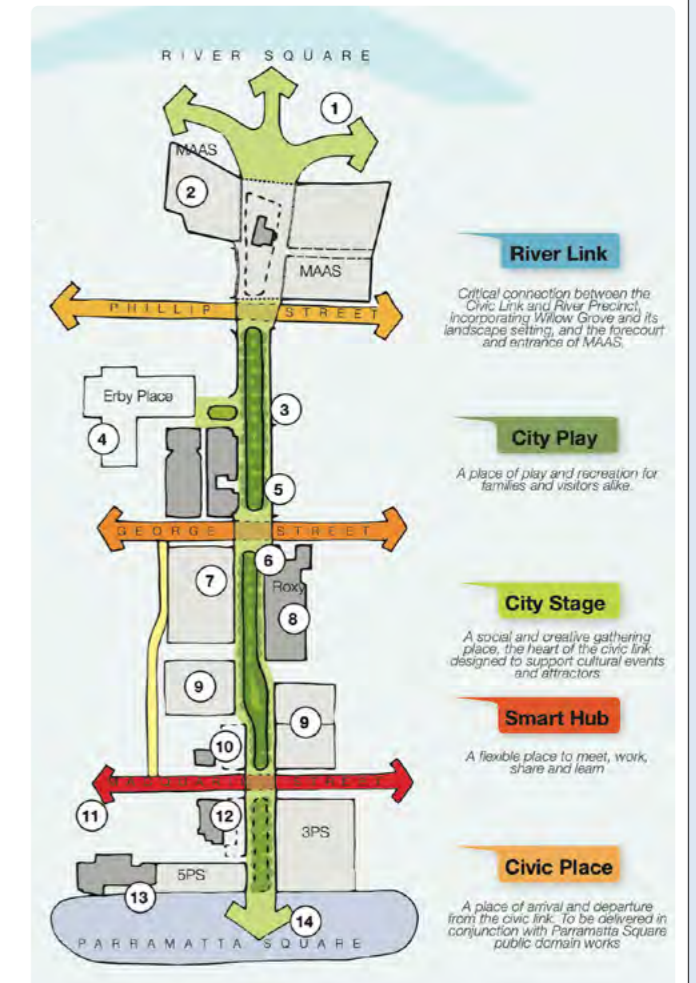 RIVER SQUARE
1
MAAS
2
MAAS
PHILLIP STREET
Erby Place
3
4
5
GEORGE STREET
6
7
Roxy
8
9
9
10
11
12
3PS
5PS
13
14
PARRAMATTA SQUARE
River Link
Critical connection between the
Civic Link and River Precinct,
incorporating Willow Grove and its
landscape setting, and the forecourt
and entrance of MAAS.
City Play
A place of play and recreation for
families and visitors alike.
City Stage
A social and creative gathering
place, the heart of the civic link
designed to support cultural events
and attractors
Smart Hub
A flexible place to meet, work,
share and learn
Civic Place
A place of arrival and departure
from the civic link. To be delivered in
conjunction with Parramatta Square
public domain works